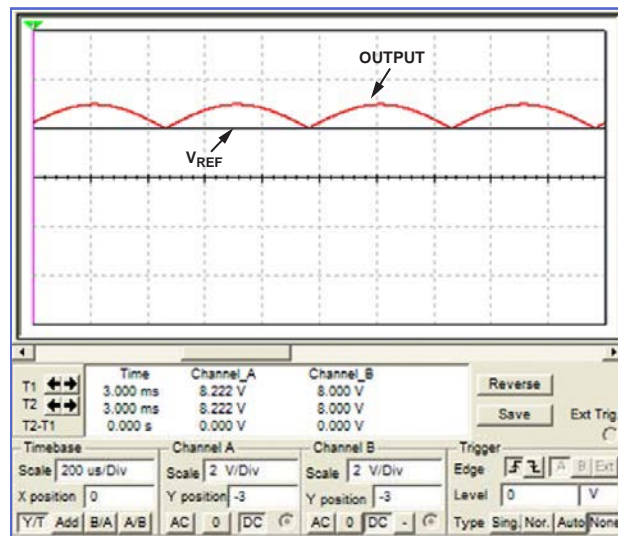 OUTPUT
VREF
Time Channel_A Channel_B
T1 3.000 ms 8.222 V 8.000 V
T2 3.000 ms 8.222 V 8.000 V
T2-T1 0.000 s 0.000 V 0.000 V
Reverse
Save
Ext Trig
Timebase
Scale 200 us/Div
X position 0
Y/T Add B/A A/B
Channel A
Scale 2 V/Div
Y position -3
AC 0 DC
Channel B
Scale 2 V/Div
Y position -3
AC 0 DC -
Trigger
Edge A B Ext
Level 0 V
Type Sing. Nor. Auto None